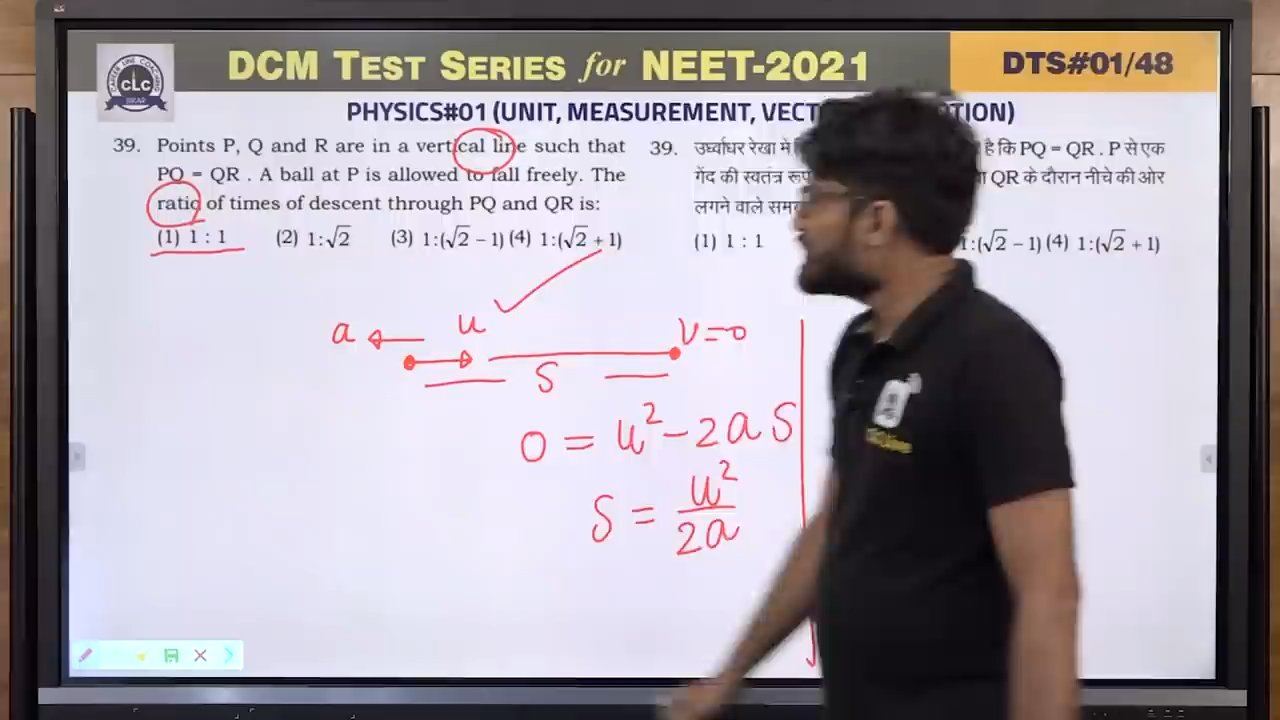 DCM TEST SERIES for NEET-2021
DTS#01/48
CLC
SIKAR
PHYSICS#01 (UNIT, MEASUREMENT, VECT
TION)
39. Points P, Q and R are in a vertical line such that
PQ = QR . A ball at P is allowed to fall freely. The
ratio of times of descent through PQ and QR is:
(1) 1 : 1 (2) 1:√2 (3) 1:(√2 − 1) (4) 1:(√2 + 1)
39. उर्ध्वाधर रेखा मे
है कि PQ = QR . P से एक
गेंद की स्वतंत्र रूप
QR के दौरान नीचे की ओर
लगने वाले समय
(1) 1 : 1
1:(√2 − 1) (4) 1:(√2 + 1)
a u V=0
S
0 = u² − 2aS
S = u²/2a